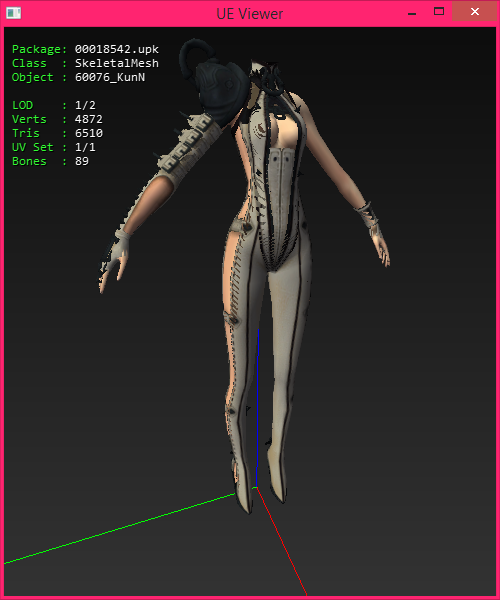 UE Viewer
Package: 00018542.upk
Class : SkeletalMesh
Object : 60076_KunN
LOD : 1/2
Verts : 4872
Tris : 6510
UV Set : 1/1
Bones : 89